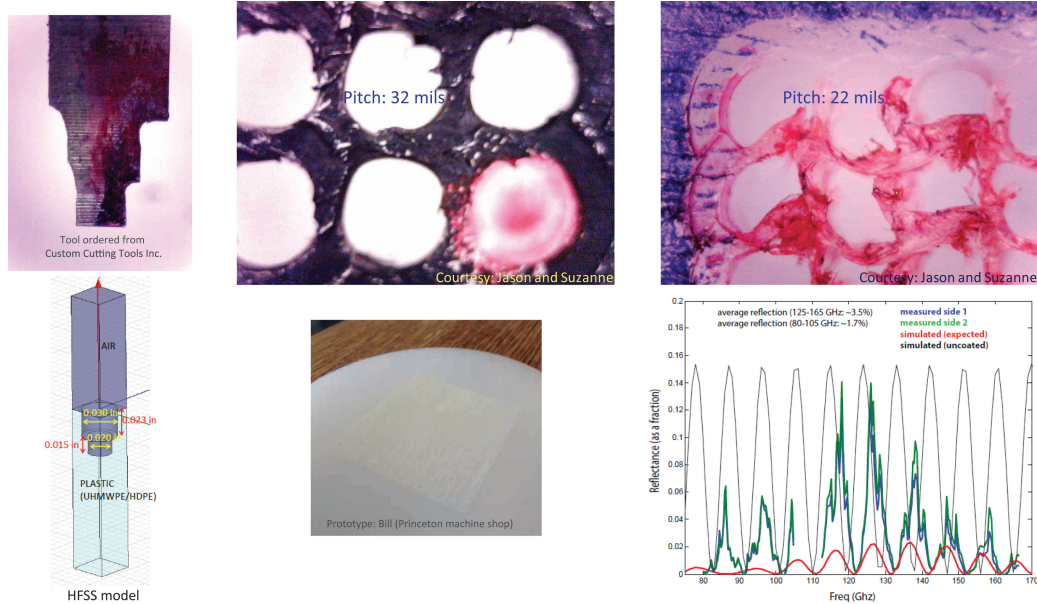 Tool ordered from
Custom Cutting Tools Inc.
Pitch: 32 mils
Courtesy: Jason and Suzanne
Pitch: 22 mils
Courtesy: Jason and Suzanne
AIR
0.030 in
0.023 in
0.015 in
0.020 in
PLASTIC
(UHMWPE/HDPE)
HFSS model
Prototype: Bill (Princeton machine shop)
average reflection (125-165 GHz: ~3.5%)
average reflection (80-105 GHz: ~1.7%)
measured side 1
measured side 2
simulated (expected)
simulated (uncoated)
Reflectance (as a fraction)
0.2
0.18
0.16
0.14
0.12
0.1
0.08
0.06
0.04
0.02
0
80 90 100 110 120 130 140 150 160 170
Freq (Ghz)